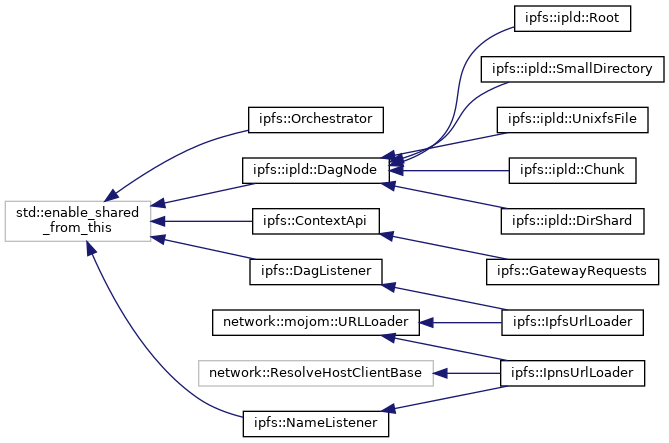 ipfs::ipld::Root
ipfs::ipld::SmallDirectory
ipfs::Orchestrator
ipfs::ipld::UnixfsFile
ipfs::ipld::DagNode
ipfs::ipld::Chunk
std::enable_shared
_from_this
ipfs::ContextApi
ipfs::ipld::DirShard
ipfs::DagListener
ipfs::GatewayRequests
network::mojom::URLLoader
ipfs::IpfsUrlLoader
network::ResolveHostClientBase
ipfs::IpnsUrlLoader
ipfs::NameListener